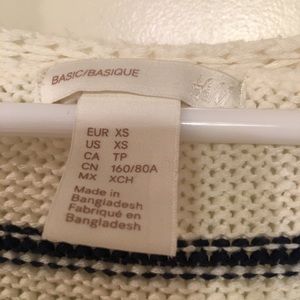 BASIC/BASIQUE
EUR XS
US XS
CA TP
CN 160/80A
MX XCH
Made in
Bangladesh
Fabriqué en
Bangladesh